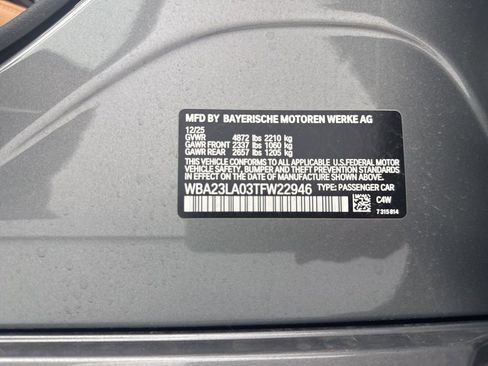 MFD BY BAYERISCHE MOTOREN WERKE AG
12/25
GVWR 4872 lbs 2210 kg
GAWR FRONT 2337 lbs 1060 kg
GAWR REAR 2657 lbs 1205 kg
THIS VEHICLE CONFORMS TO ALL APPLICABLE U.S.FEDERAL MOTOR
VEHICLE SAFETY, BUMPER AND THEFT PREVENTION STANDARDS IN
EFFECT ON THE DATE OF MANUFACTURE SHOWN ABOVE.
WBA23LA03TFW22946 TYPE: PASSENGER CAR
C4W
7 315 814